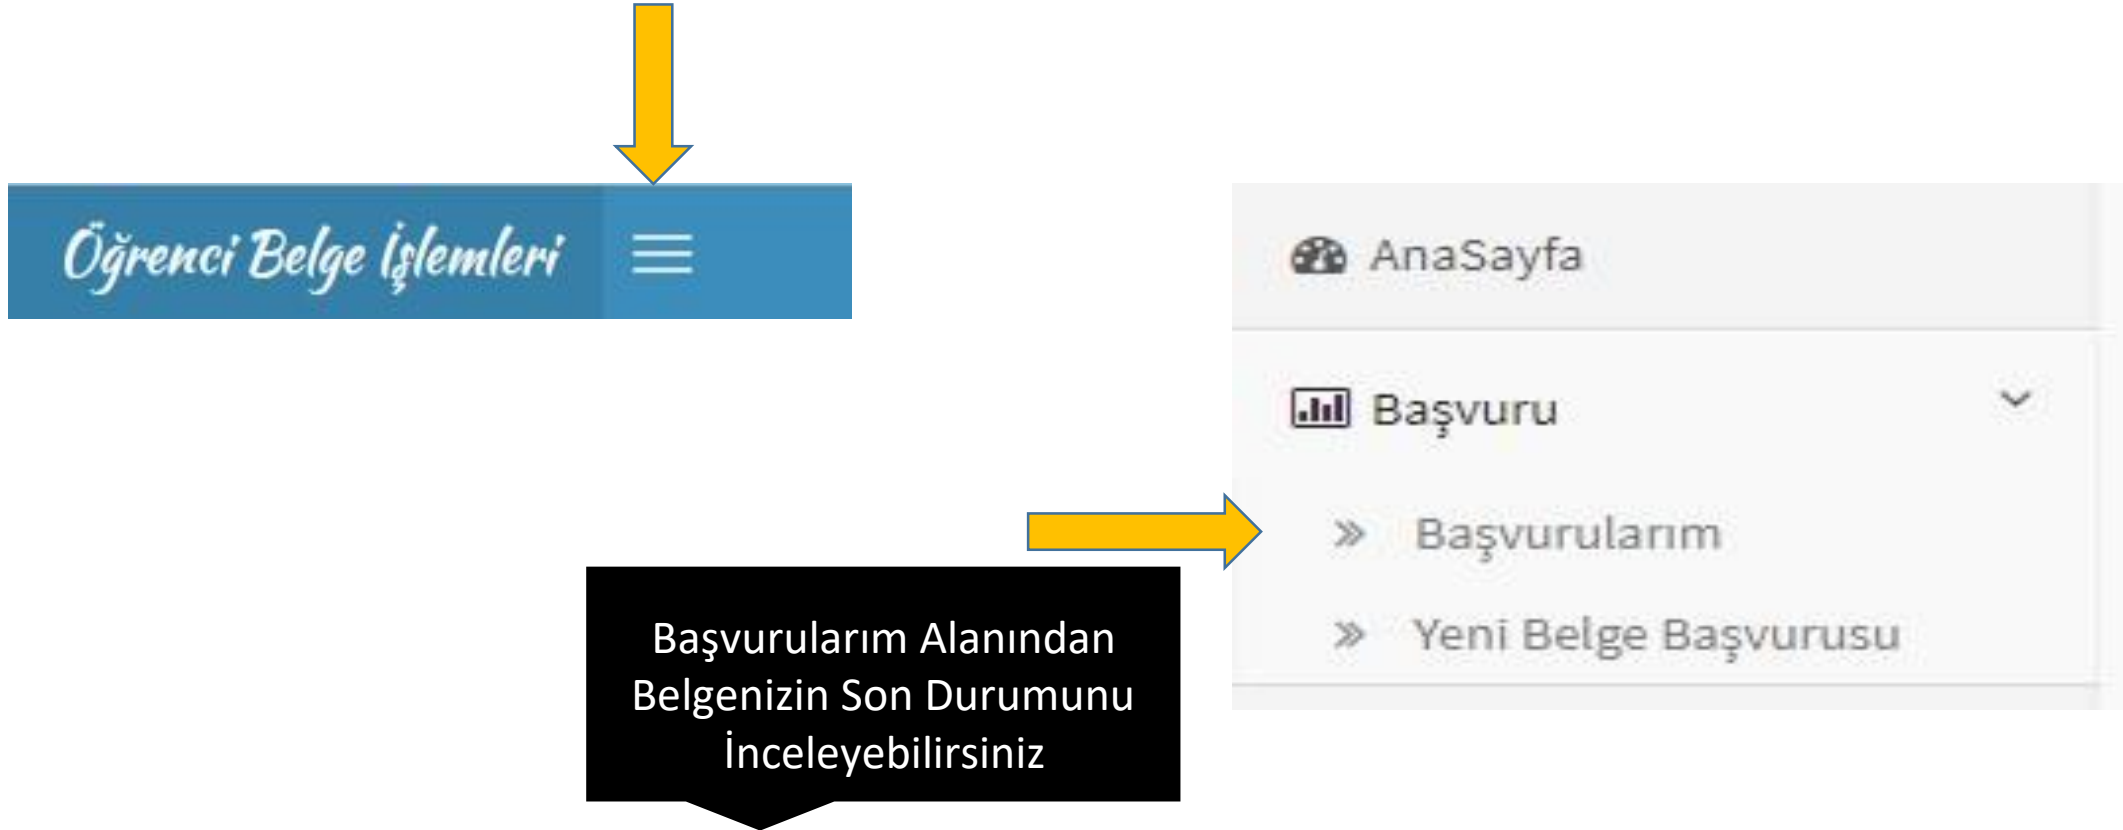 Öğrenci Belge İşlemleri
AnaSayfa
Başvuru
Başvurularım
Yeni Belge Başvurusu
Başvurularım Alanından
Belgenizin Son Durumunu
İnceleyebilirsiniz